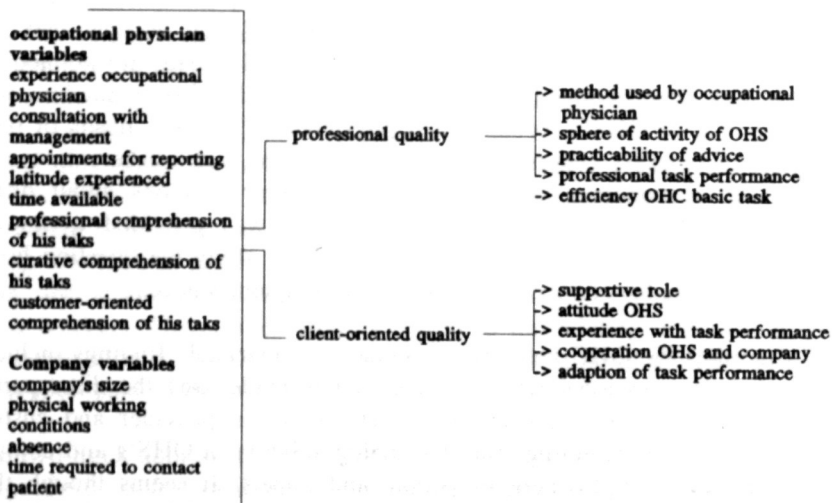 occupational physician
variables
experience occupational
physician
consultation with
management
appointments for reporting
latitude experienced
time available
professional comprehension
of his taks
curative comprehension of
his taks
customer-oriented
comprehension of his taks
Company variables
company's size
physical working
conditions
absence
time required to contact
patient
professional quality
-> method used by occupational
physician
-> sphere of activity of OHS
-> practicability of advice
-> professional task performance
-> efficiency OHC basic task
client-oriented quality
-> supportive role
-> attitude OHS
-> experience with task performance
-> cooperation OHS and company
-> adaption of task performance